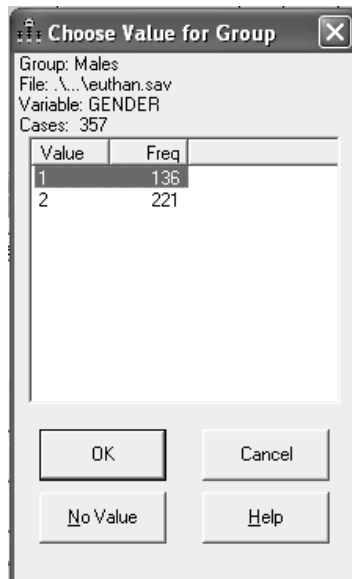 Choose Value for Group
Group: Males
File: .\...\euthan.sav
Variable: GENDER
Cases: 357
Value Freq
1 136
2 221
OK Cancel
No Value Help